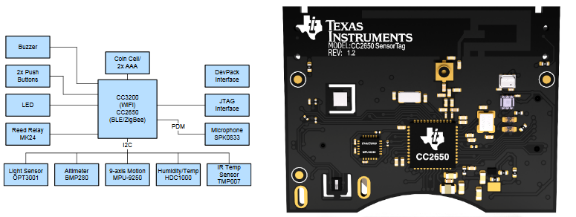 Buzzer
Coin Cell/
2x AAA
2x Push
Buttons
CC3200
(WiFi)
CC2650
(BLE/ZigBee)
DevPack
Interface
LED
JTAG
Interface
Reed Relay
MK24
PDM
Microphone
SPK0833
I2C
Light Sensor
OPT3001
Altimeter
BMP280
9-axis Motion
MPU-9250
Humidity/Temp
HDC1000
IR Temp
Sensor
TMP007
TEXAS
INSTRUMENTS
MODEL:CC2650 SensorTag
REV: 1.2
CC2650